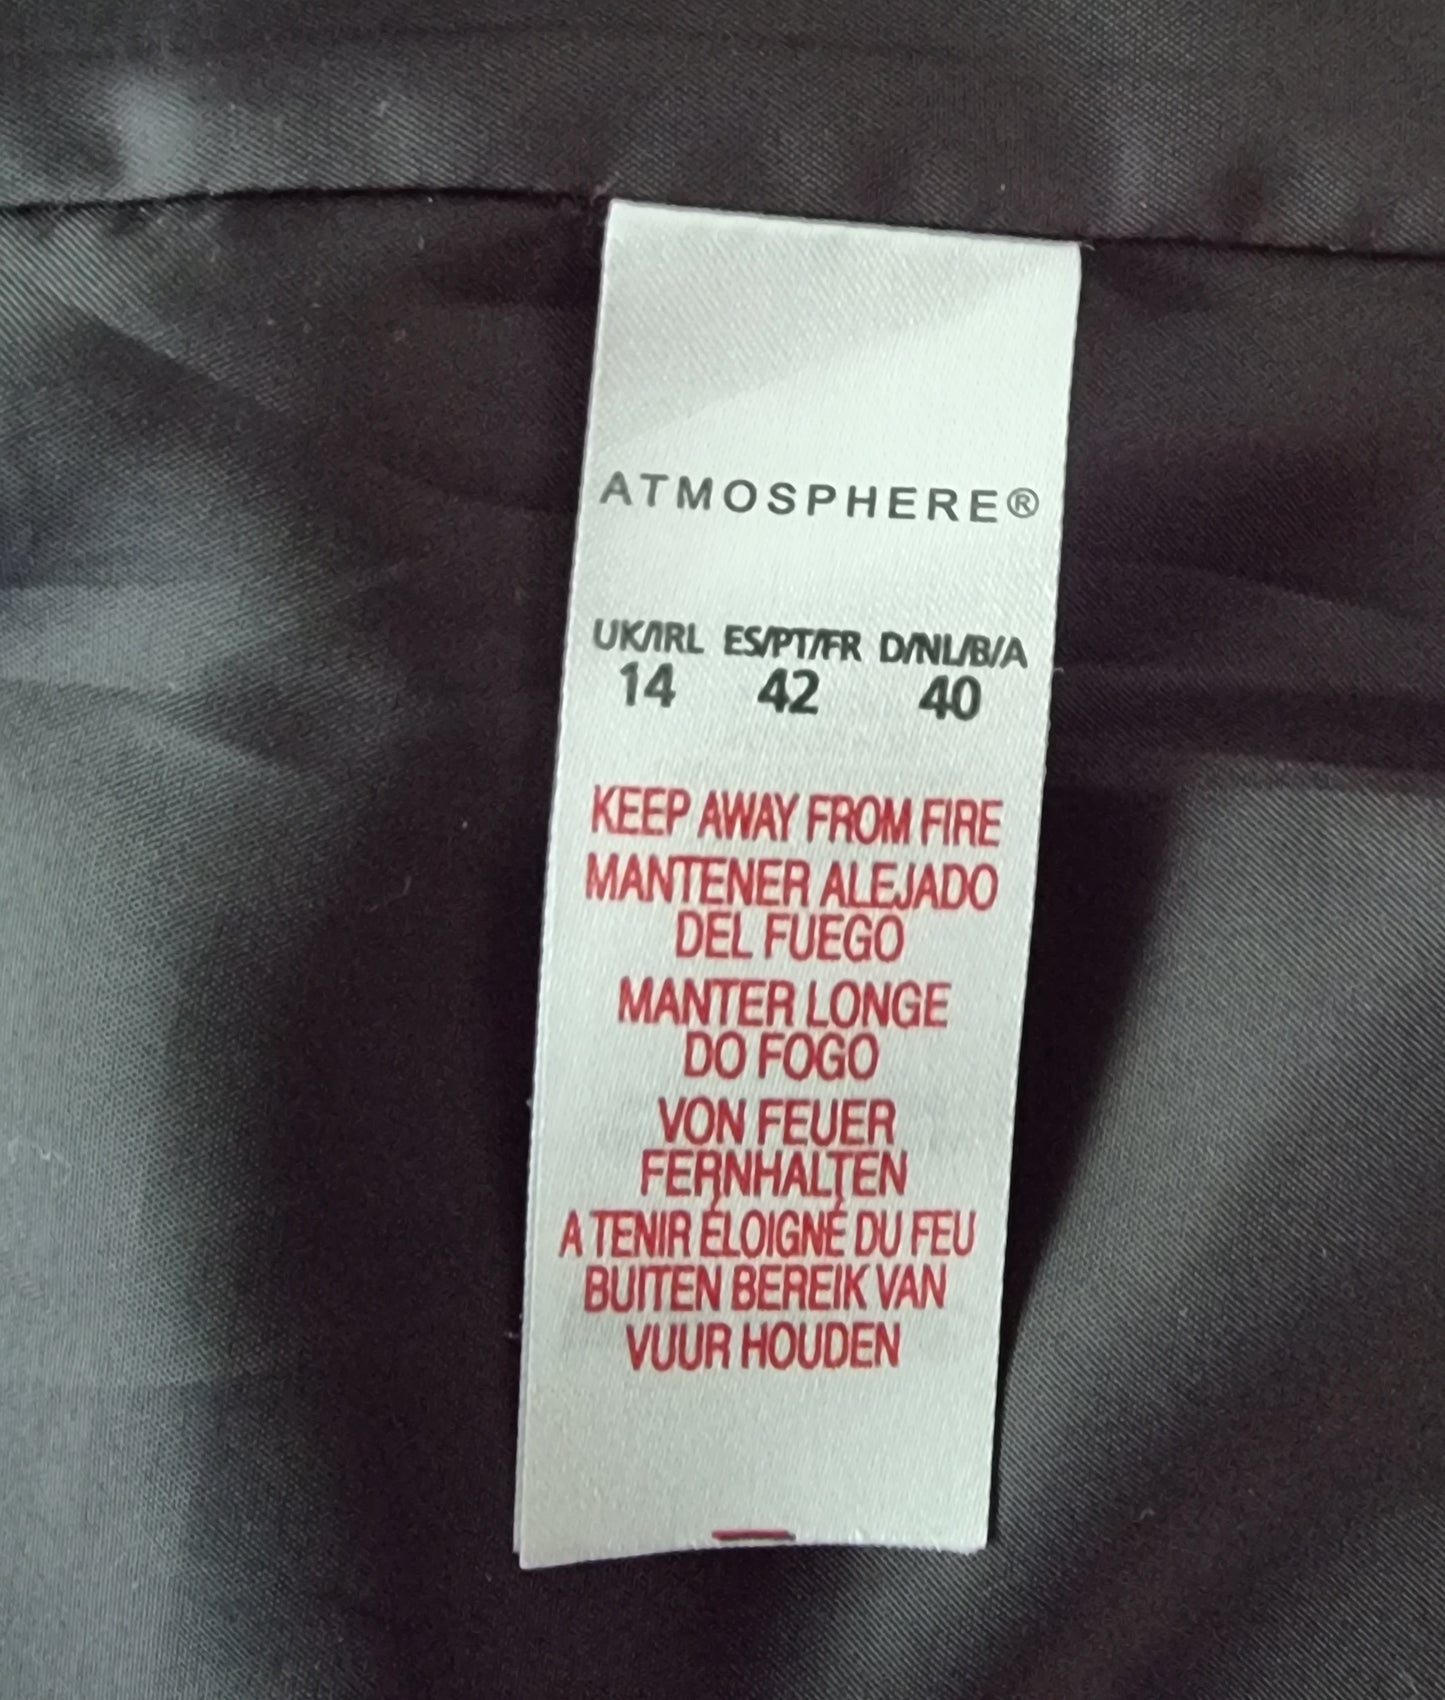 ATMOSPHERE®
UK/IRL ES/PT/FR D/NL/B/A
14 42 40
KEEP AWAY FROM FIRE
MANTENER ALEJADO
DEL FUEGO
MANTER LONGE
DO FOGO
VON FEUER
FERNHALTEN
A TENIR ÉLOIGNÉ DU FEU
BUITEN BEREIK VAN
VUUR HOUDEN